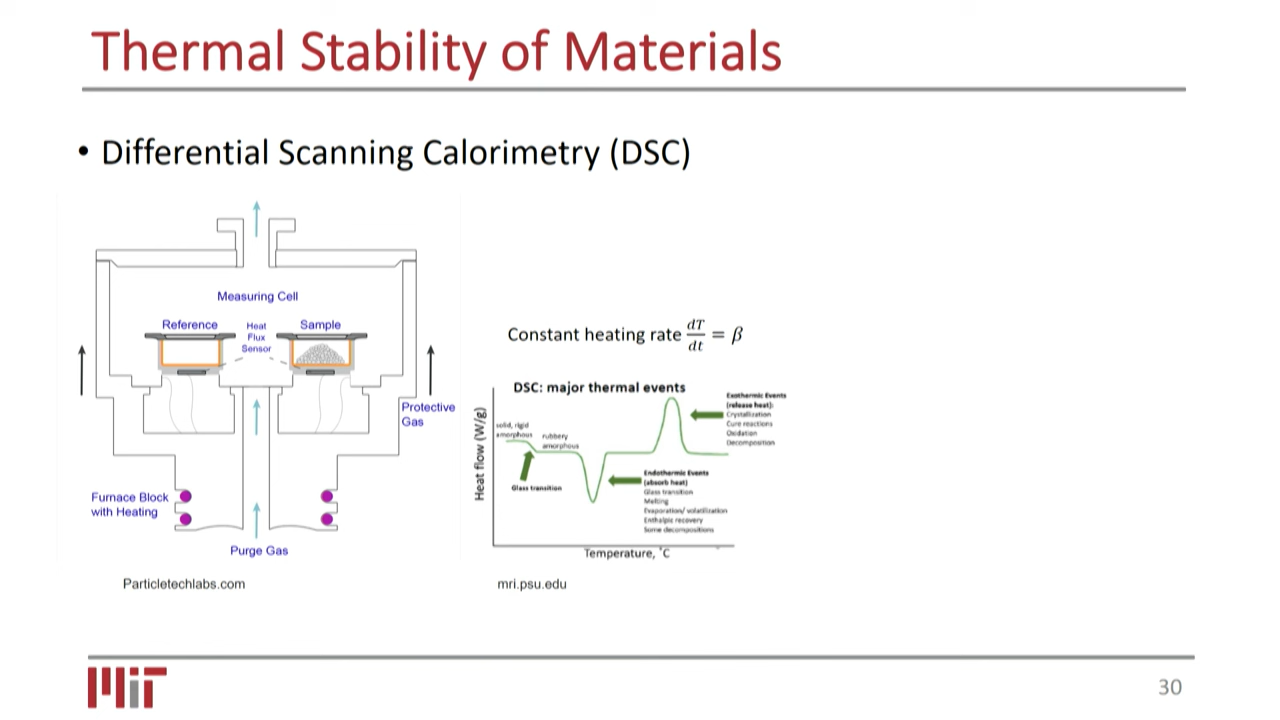 Thermal Stability of Materials
• Differential Scanning Calorimetry (DSC)
Measuring Cell
Reference
Heat
Flux
Sensor
Sample
Protective
Gas
Furnace Block
with Heating
Purge Gas
Particletechlabs.com
Constant heating rate dT/dt = β
DSC: major thermal events
Heat flow (W/g)
solid, rigid
amorphous
rubbery
amorphous
Glass transition
Exothermic Events
(release heat):
Crystallization
Cure reactions
Oxidation
Decomposition
Endothermic Events
(absorb heat)
Glass transition
Melting
Evaporation/ volatilization
Enthalpic recovery
Some decompositions
Temperature, °C
mri.psu.edu
MIT
30